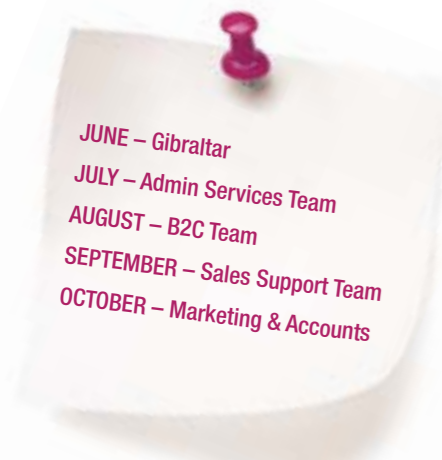 JUNE – Gibraltar
JULY – Admin Services Team
AUGUST – B2C Team
SEPTEMBER – Sales Support Team
OCTOBER – Marketing & Accounts